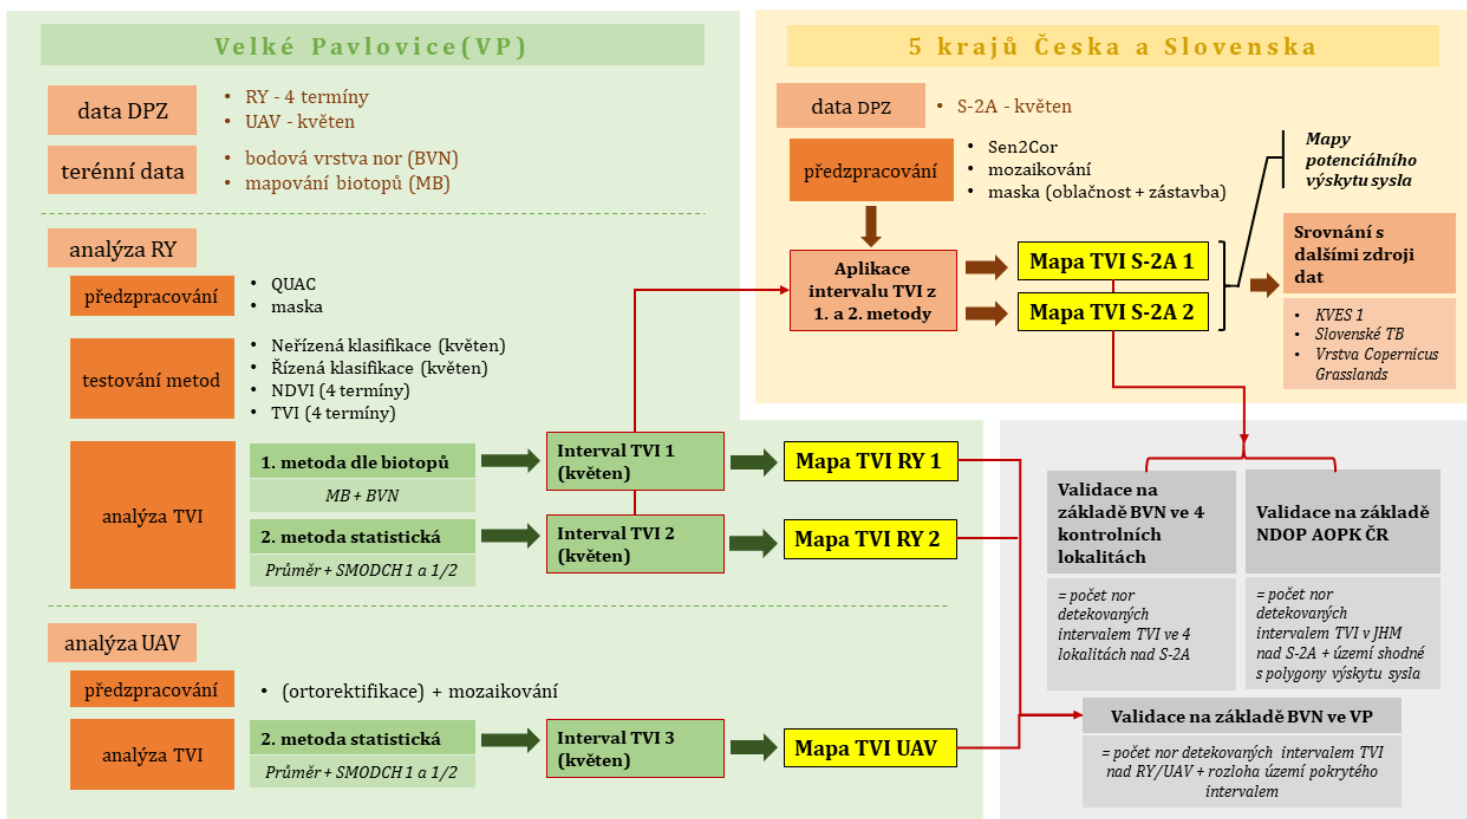 Velké Pavlovice(VP)
data DPZ
• RY - 4 termíny
• UAV - květen
terénní data
• bodová vrstva nor (BVN)
• mapování biotopů (MB)
analýza RY
předzpracování
• QUAC
• maska
testování metod
• Neřízená klasifikace (květen)
• Řízená klasifikace (květen)
• NDVI (4 termíny)
• TVI (4 termíny)
analýza TVI
1. metoda dle biotopů
MB + BVN
Interval TVI 1
(květen)
Mapa TVI RY 1
2. metoda statistická
Průměr + SMODCH 1 a 1/2
Interval TVI 2
(květen)
Mapa TVI RY 2
analýza UAV
předzpracování
• (ortorektifikace) + mozaikování
analýza TVI
2. metoda statistická
Průměr + SMODCH 1 a 1/2
Interval TVI 3
(květen)
Mapa TVI UAV
5 krajů Česka a Slovenska
data DPZ
• S-2A - květen
předzpracování
• Sen2Cor
• mozaikování
• maska (oblačnost + zástavba)
Aplikace
intervalu TVI z
1. a 2. metody
Mapa TVI S-2A 1
Mapa TVI S-2A 2
Mapy
potenciálního
výskytu sysla
Srovnání s
dalšími zdroji
dat
• KVES 1
• Slovenské TB
• Vrstva Copernicus
Grasslands
Validace na
základě BVN ve 4
kontrolních
lokalitách
= počet nor
detekovaných
intervalem TVI ve 4
lokalitách nad S-2A
Validace na základě
NDOP AOPK ČR
= počet nor
detekovaných
intervalem TVI v JHM
nad S-2A + území shodné
s polygony výskytu sysla
Validace na základě BVN ve VP
= počet nor detekovaných intervalem TVI
nad RY/UAV + rozloha území pokrytého
intervalem